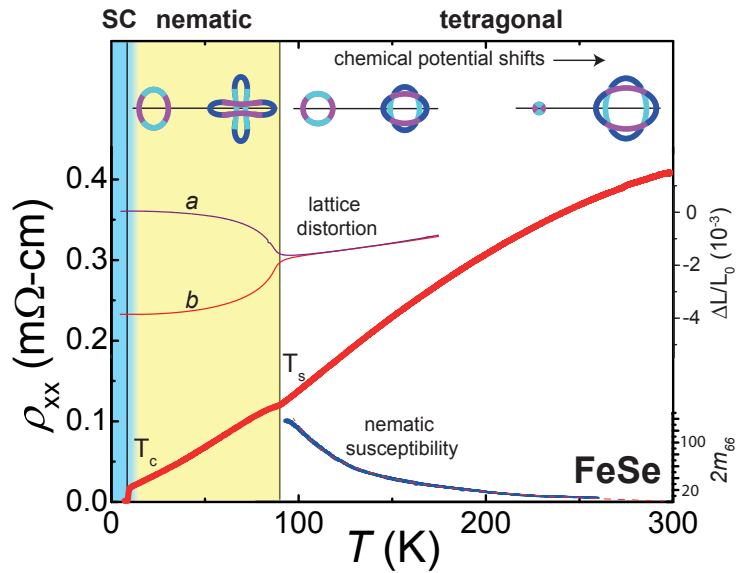 SC nematic tetragonal
chemical potential shifts
0.4
0.3
0.2
0.1
0.0
ρxx (mΩ-cm)
a
b
lattice
distortion
Ts
Tc
nematic
susceptibility
FeSe
0
-2
-4
ΔL/L0 (10-3)
100
20
2m66
0 100 200 300
T (K)